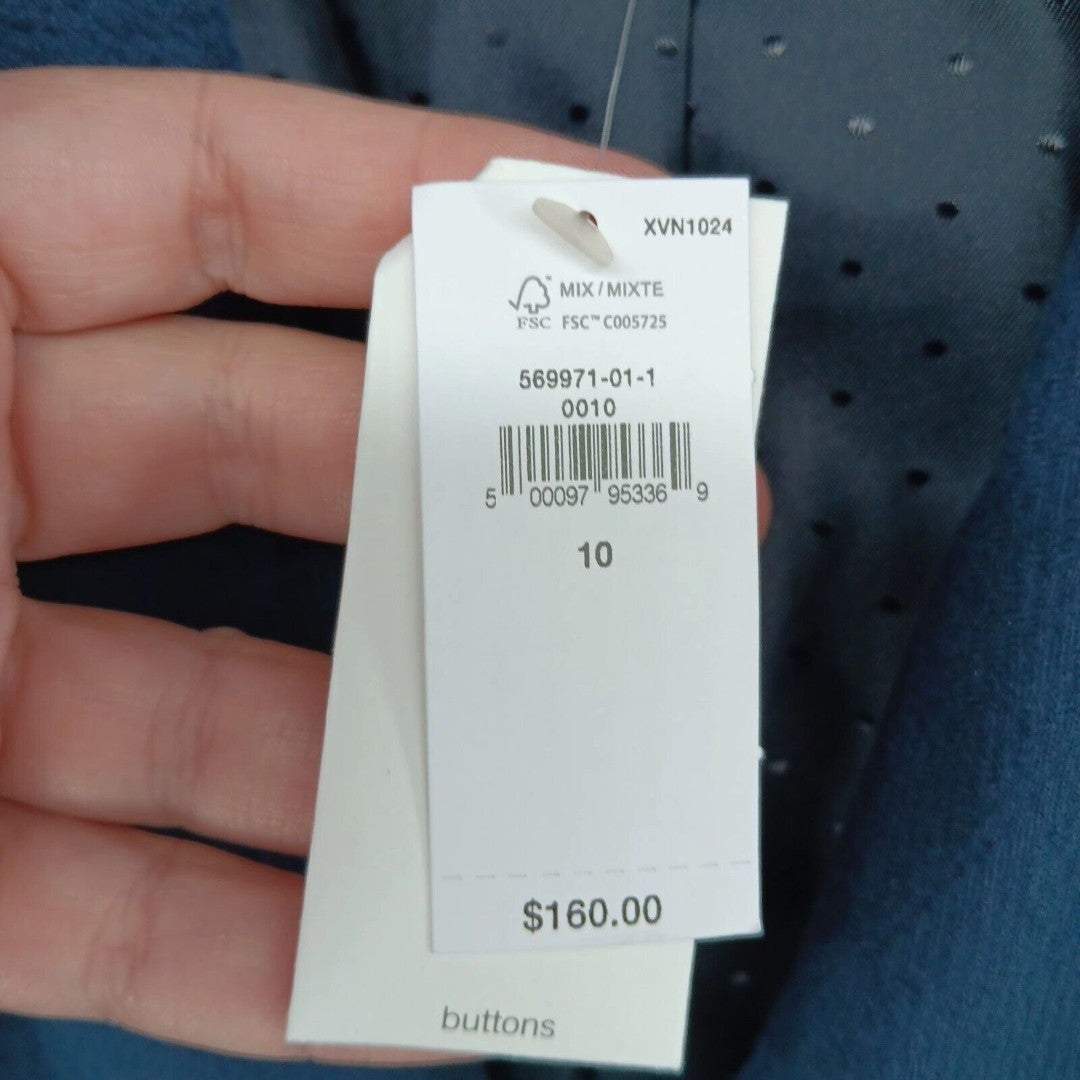 XVN1024
MIX / MIXTE
FSC FSC™ C005725
569971-01-1
0010
5 00097 95336 9
10
$160.00
buttons